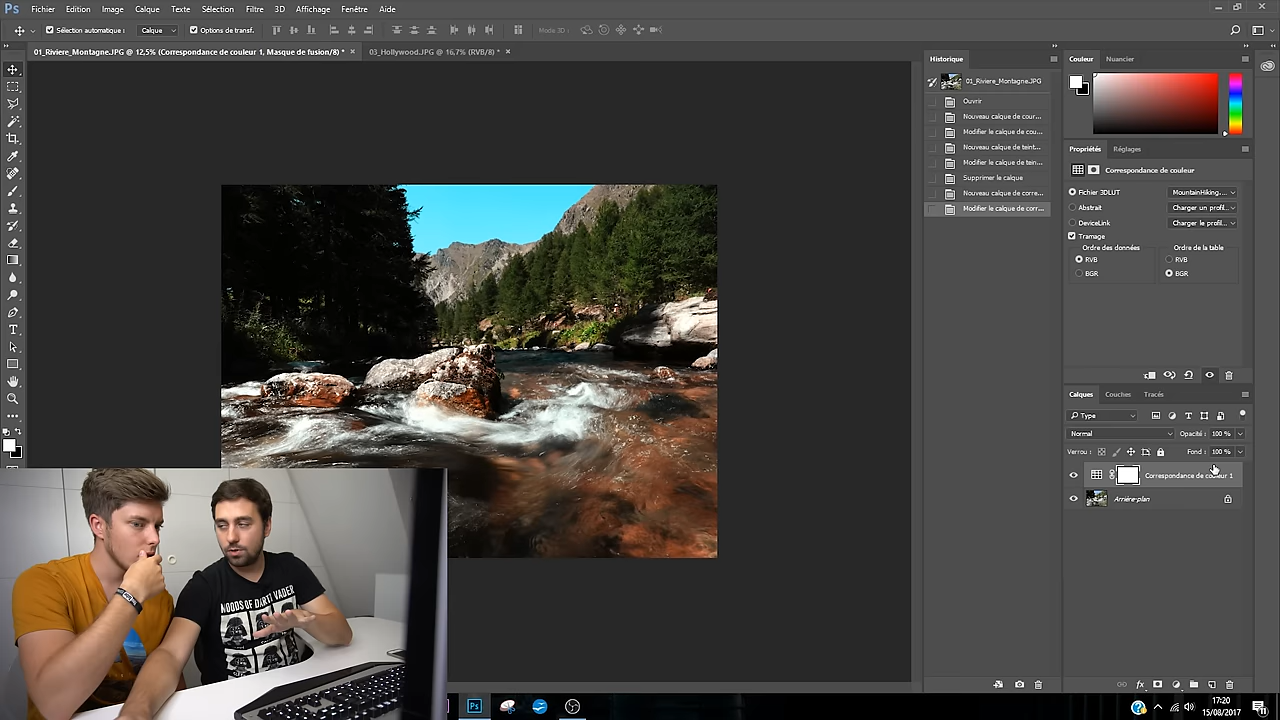 Ps Fichier Edition Image Calque Texte Sélection Filtre 3D Affichage Fenêtre Aide
Sélection automatique : Calque Options de transf. Mode 3D :
01_Riviere_Montagne.JPG @ 12,5% (Correspondance de couleur 1, Masque de fusion/8) * × 03_Hollywood.JPG @ 16,7% (RVB/8) * ×
Historique
01_Riviere_Montagne.JPG
Ouvrir
Nouveau calque de cour...
Modifier le calque de cou...
Nouveau calque de teint...
Modifier le calque de tein...
Supprimer le calque
Nouveau calque de corre...
Modifier le calque de corr...
Couleur Nuancier
Propriétés Réglages
Correspondance de couleur
Fichier 3DLUT MountainHiking....
Abstrait Charger un profil...
DeviceLink Charger le profil...
Tramage
Ordre des données Ordre de la table
RVB RVB
BGR BGR
Calques Couches Tracés
Type
Normal Opacité : 100 %
Verrou : Fond : 100 %
Correspondance de couleur 1
Arrière-plan
MOODS OF DARTH VADER
Ps
17:20
15/08/2017